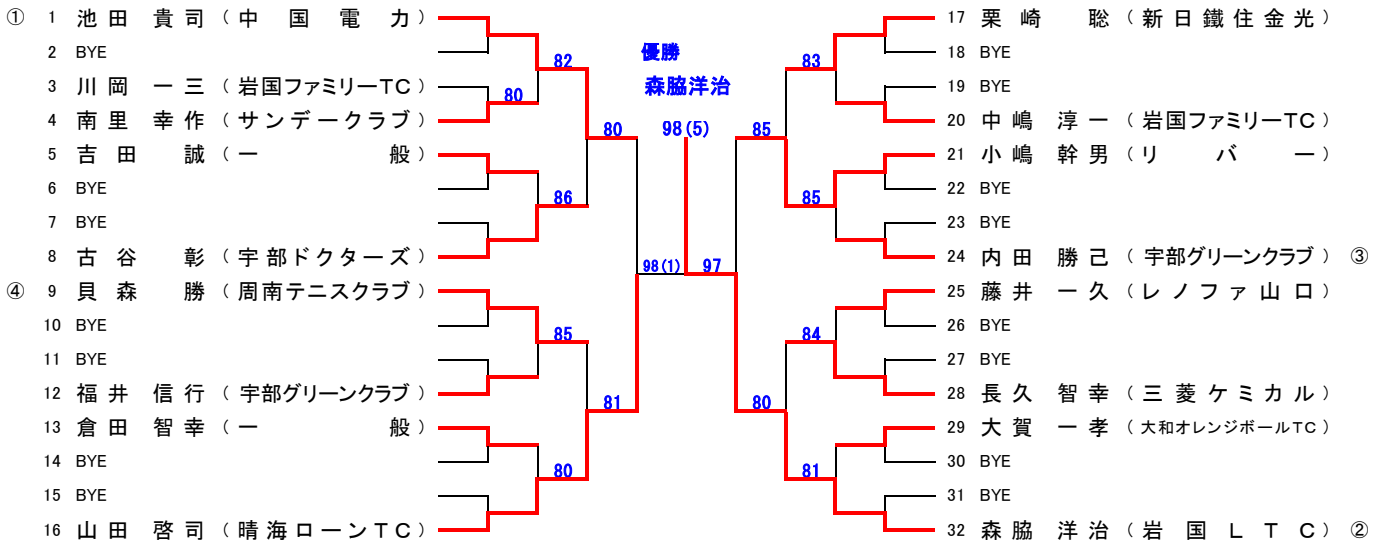 ① 1 池田 貴司 (中国電力)
2 BYE
82
3 川岡 一三 (岩国ファミリーTC)
80
4 南里 幸作 (サンデークラブ)
80
5 吉田 誠 (一般)
6 BYE
86
7 BYE
8 古谷 彰 (宇部ドクターズ)
98(1)
④ 9 貝森 勝 (周南テニスクラブ)
10 BYE
85
11 BYE
12 福井 信行 (宇部グリーンクラブ)
81
13 倉田 智幸 (一般)
14 BYE
80
15 BYE
16 山田 啓司 (晴海ローンTC)
優勝
森脇洋治
98(5)
97
17 栗崎 聡 (新日鐵住金光)
18 BYE
83
19 BYE
20 中嶋 淳一 (岩国ファミリーTC)
85
21 小嶋 幹男 (リバー)
22 BYE
85
23 BYE
24 内田 勝己 (宇部グリーンクラブ) ③
25 藤井 一久 (レノファ山口)
26 BYE
84
27 BYE
28 長久 智幸 (三菱ケミカル)
80
29 大賀 一孝 (大和オレンジボールTC)
30 BYE
81
31 BYE
32 森脇 洋治 (岩国LTC) ②